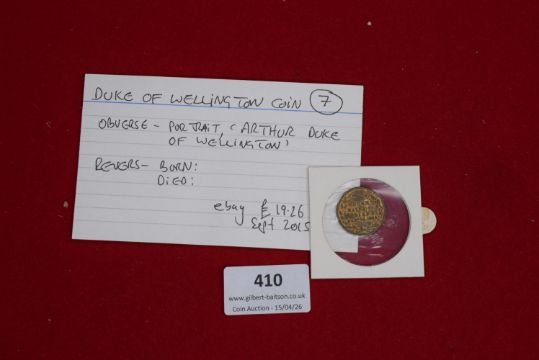 DUKE OF WELLINGTON COIN 7
OBVERSE - PORTRAIT, 'ARTHUR DUKE
OF WELLINGTON'
REVERS - BORN:
DIED:
ebay £19.26
Sept 2015
410
www.gilbert-baitson.co.uk
Coin Auction - 15/04/26